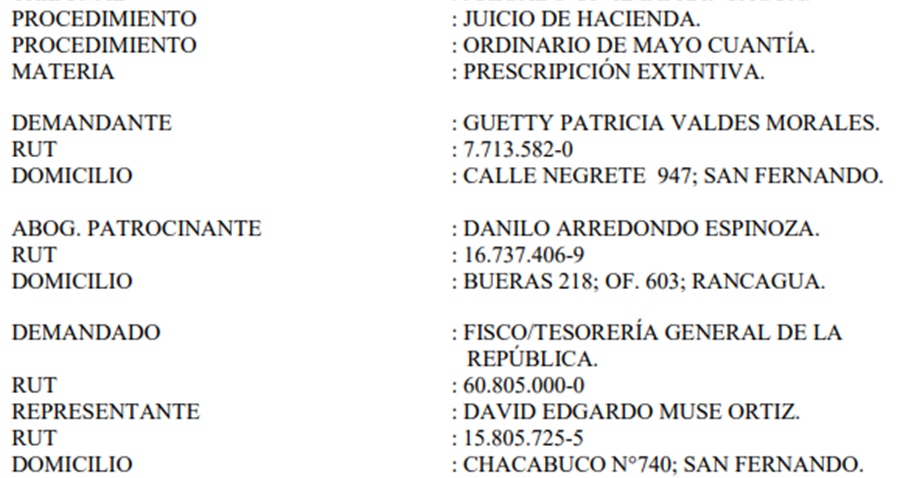 PROCEDIMIENTO : JUICIO DE HACIENDA.
PROCEDIMIENTO : ORDINARIO DE MAYO CUANTÍA.
MATERIA : PRESCRIPICIÓN EXTINTIVA.
DEMANDANTE : GUETTY PATRICIA VALDES MORALES.
RUT : 7.713.582-0
DOMICILIO : CALLE NEGRETE 947; SAN FERNANDO.
ABOG. PATROCINANTE : DANILO ARREDONDO ESPINOZA.
RUT : 16.737.406-9
DOMICILIO : BUERAS 218; OF. 603; RANCAGUA.
DEMANDADO : FISCO/TESORERÍA GENERAL DE LA
REPÚBLICA.
RUT : 60.805.000-0
REPRESENTANTE : DAVID EDGARDO MUSE ORTIZ.
RUT : 15.805.725-5
DOMICILIO : CHACABUCO N°740; SAN FERNANDO.